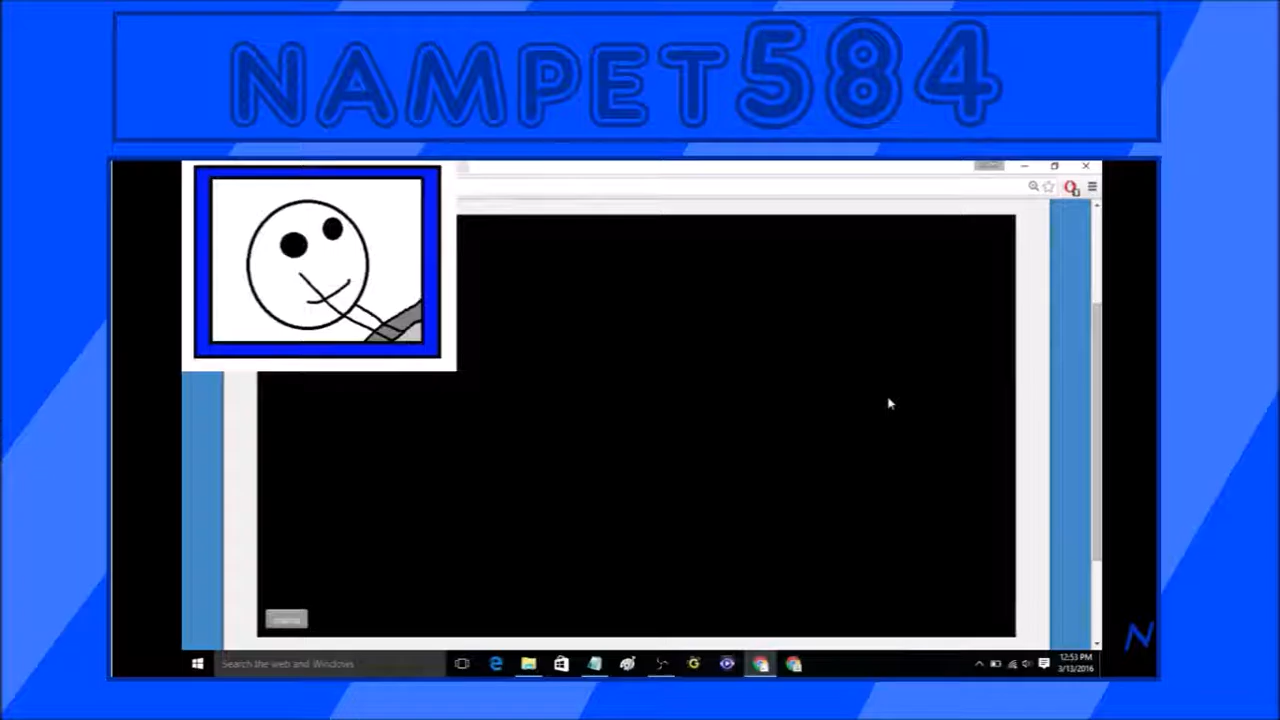 NAMPET584
Search the web and Windows
12:53 PM
3/13/2016
N